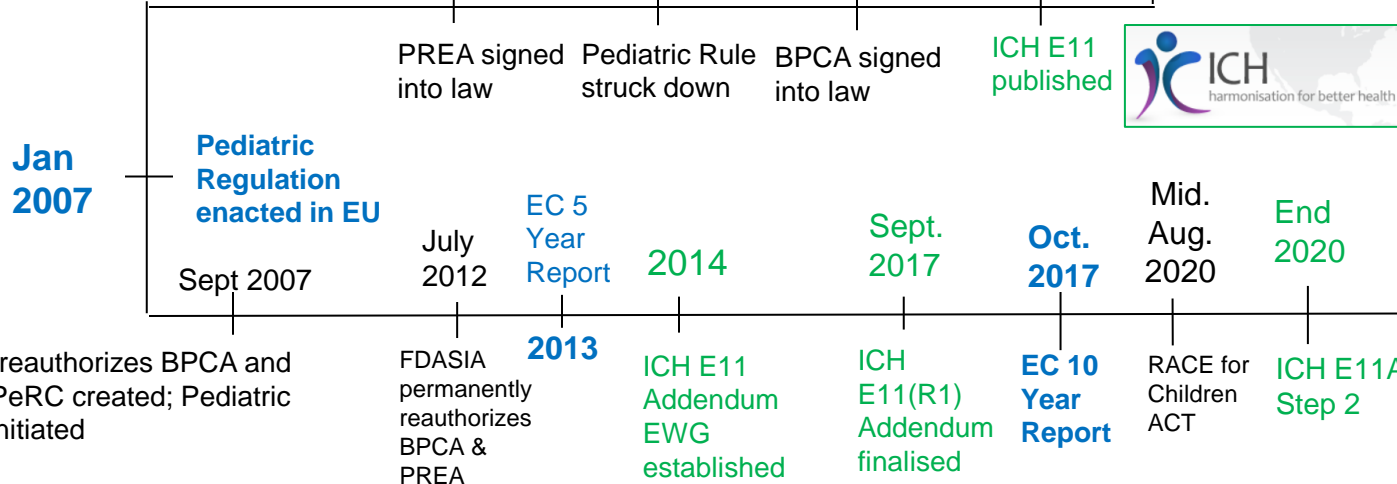 PREA signed
into law
Pediatric Rule
struck down
BPCA signed
into law
ICH E11
published
ICH
harmonisation for better health
Jan
2007
Pediatric
Regulation
enacted in EU
Sept 2007
July
2012
EC 5
Year
Report
2014
Sept.
2017
Oct.
2017
Mid.
Aug.
2020
End
2020
reauthorizes BPCA and
PeRC created; Pediatric
nitiated
FDASIA
permanently
reauthorizes
BPCA &
PREA
2013
ICH E11
Addendum
EWG
established
ICH
E11(R1)
Addendum
finalised
EC 10
Year
Report
RACE for
Children
ACT
ICH E11A
Step 2